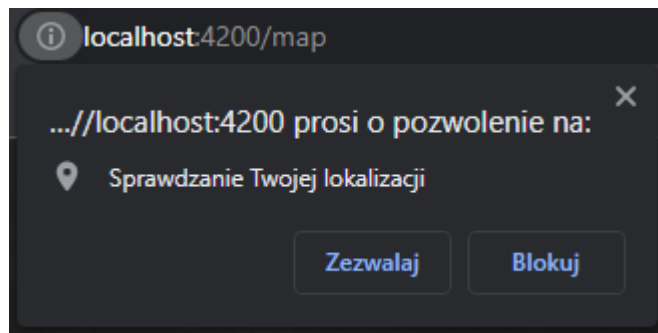 localhost:4200/map
...//localhost:4200 prosi o pozwolenie na:
Sprawdzanie Twojej lokalizacji
Zezwalaj Blokuj